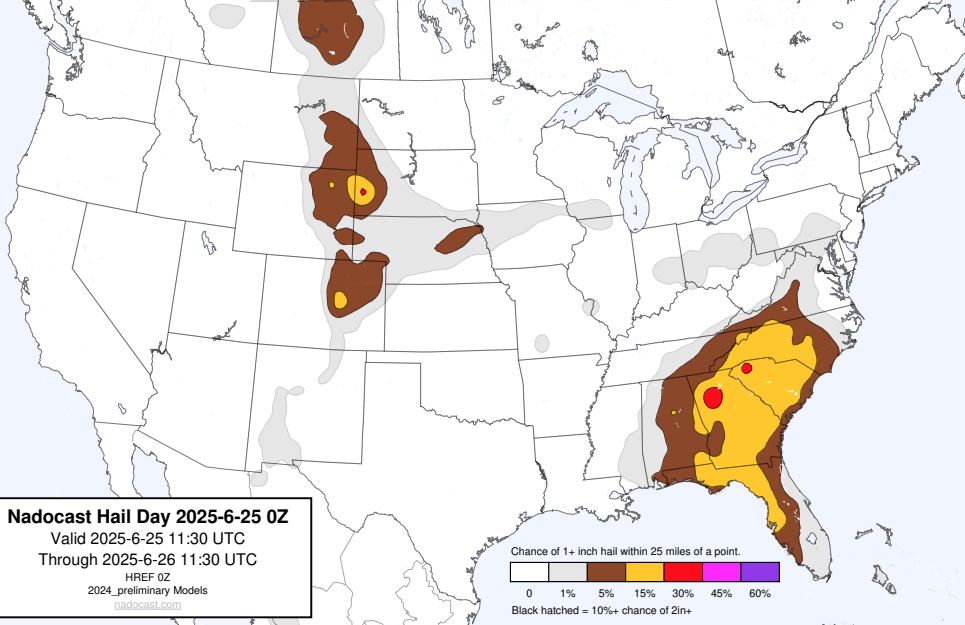 Nadocast Hail Day 2025-6-25 0Z
Valid 2025-6-25 11:30 UTC
Through 2025-6-26 11:30 UTC
HREF 0Z
2024_preliminary Models
nadocast.com
Chance of 1+ inch hail within 25 miles of a point.
0 1% 5% 15% 30% 45% 60%
Black hatched = 10%+ chance of 2in+